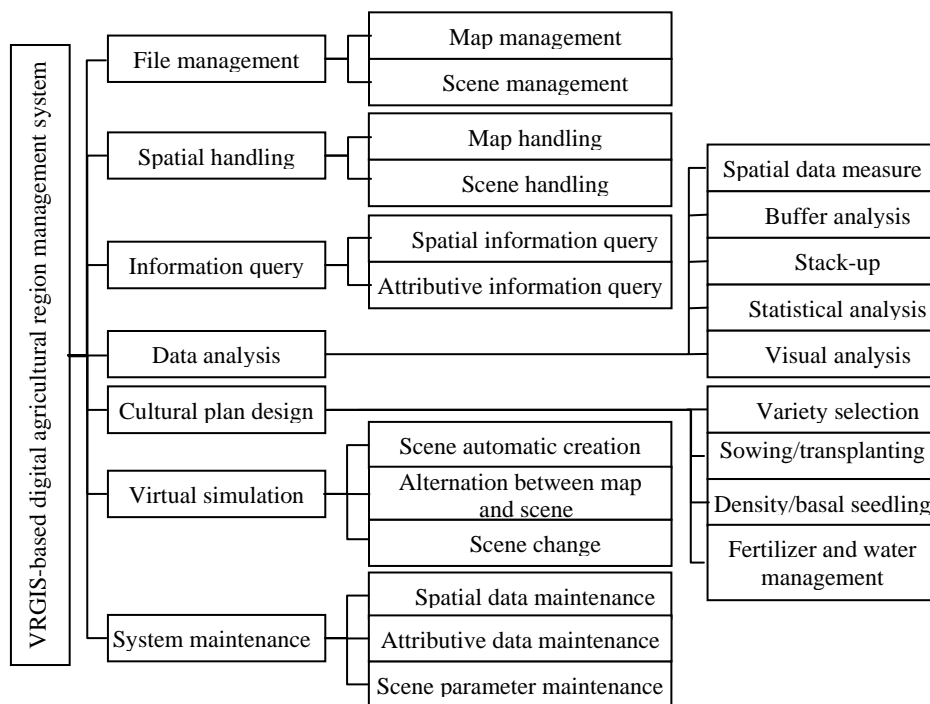 VRGIS-based digital agricultural region management system
File management
Map management
Scene management
Spatial handling
Map handling
Scene handling
Information query
Spatial information query
Attributive information query
Data analysis
Spatial data measure
Buffer analysis
Stack-up
Statistical analysis
Visual analysis
Cultural plan design
Variety selection
Sowing/transplanting
Density/basal seedling
Fertilizer and water
management
Virtual simulation
Scene automatic creation
Alternation between map
and scene
Scene change
System maintenance
Spatial data maintenance
Attributive data maintenance
Scene parameter maintenance